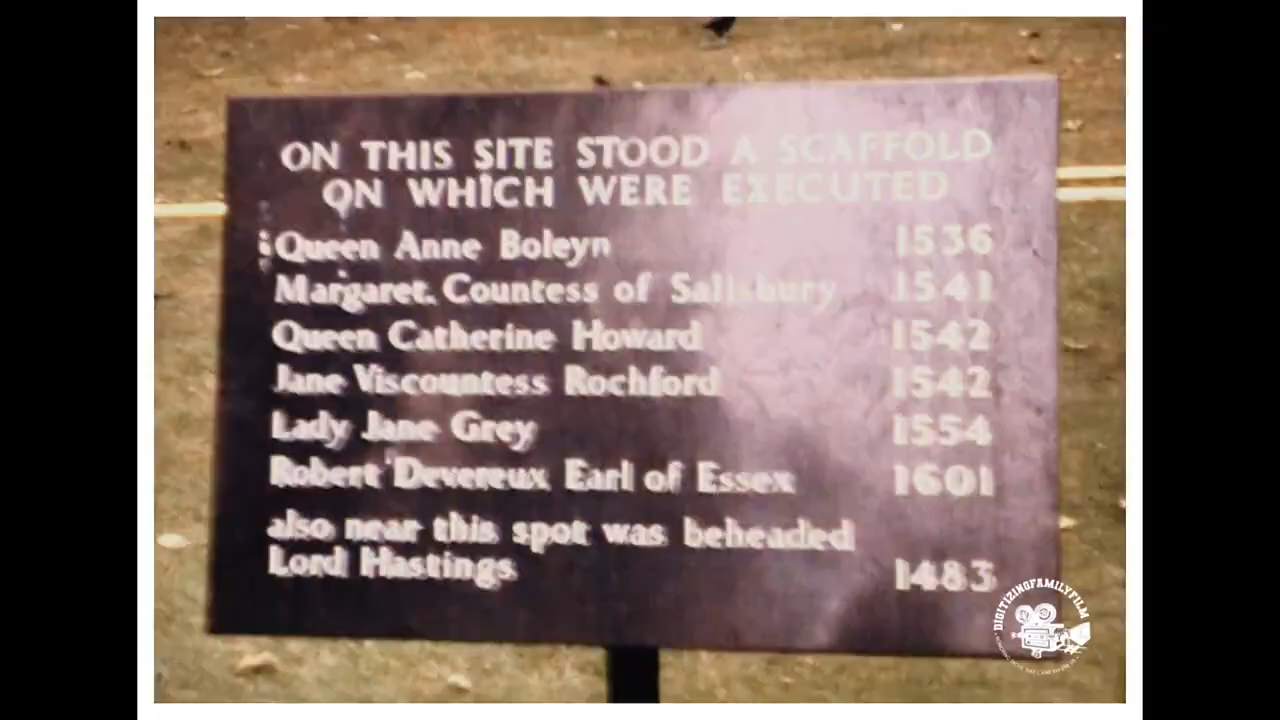 ON THIS SITE STOOD A SCAFFOLD
ON WHICH WERE EXECUTED
Queen Anne Boleyn 1536
Margaret. Countess of Salisbury 1541
Queen Catherine Howard 1542
Jane Viscountess Rochford 1542
Lady Jane Grey 1554
Robert Devereux Earl of Essex 1601
also near this spot was beheaded
Lord Hastings 1483
DIGITIZINGFAMILYFILM